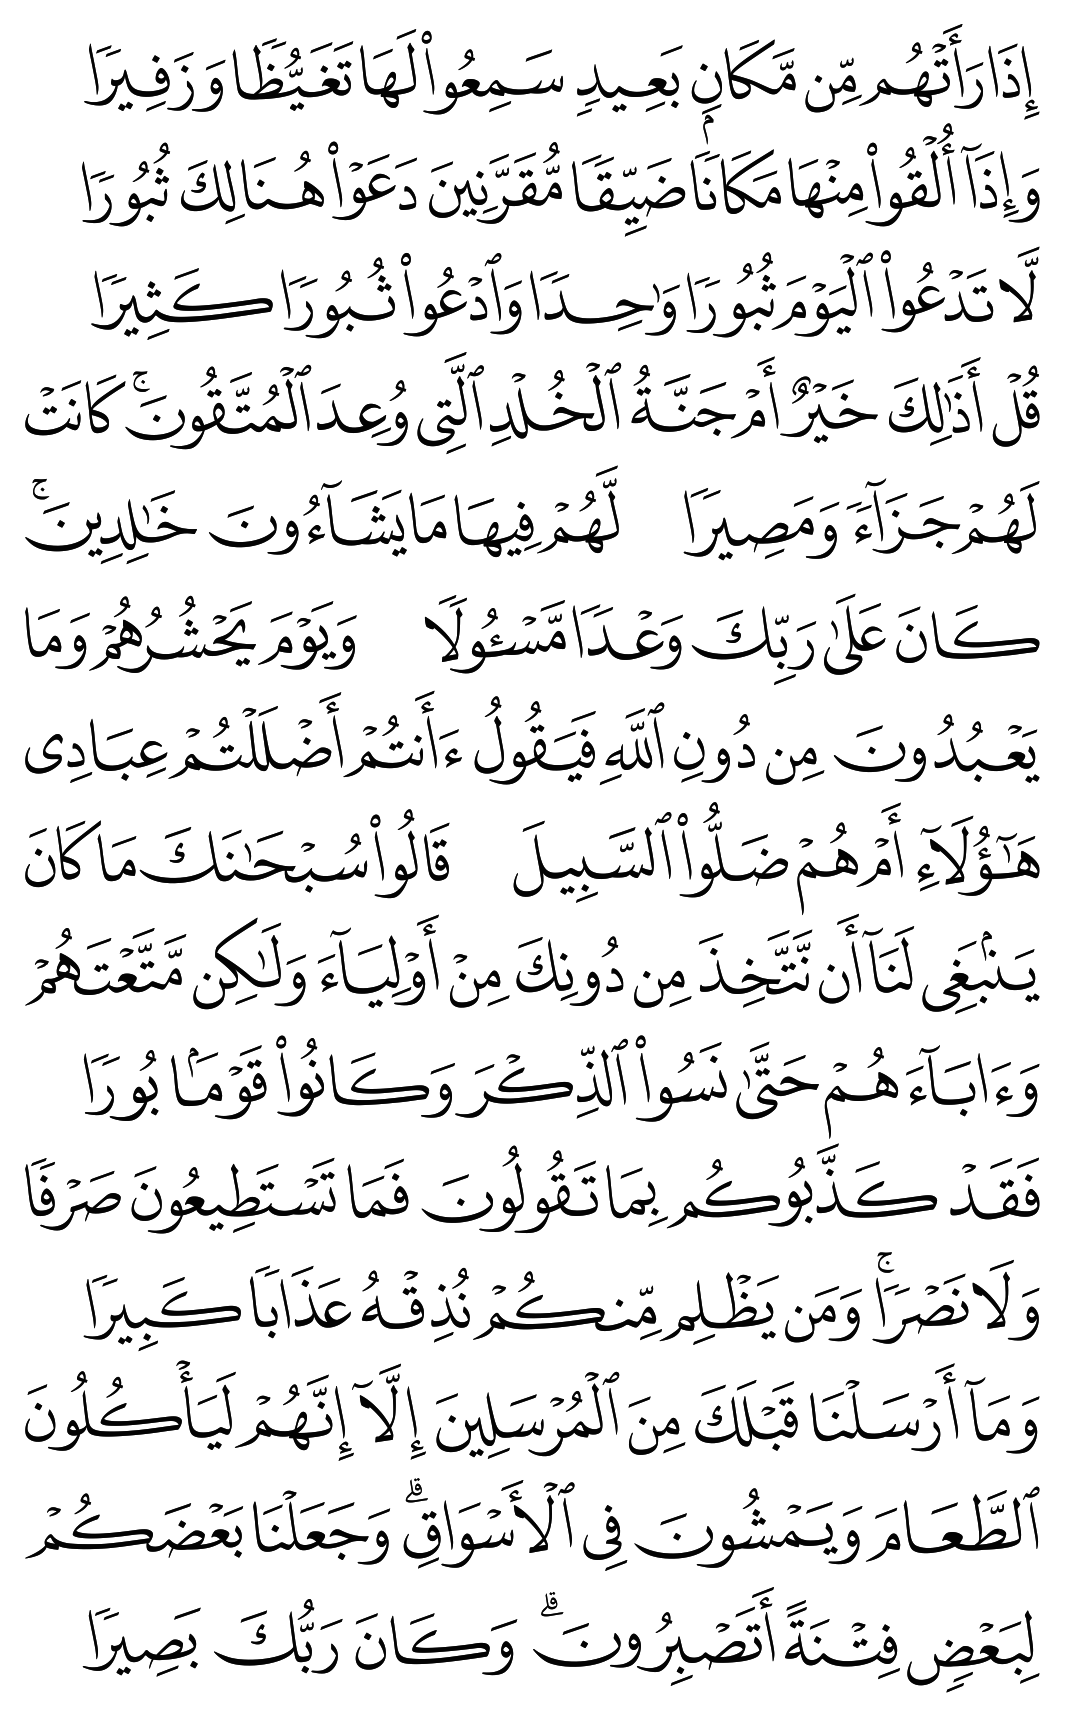 إِذَا رَأَتْهُم مِّن مَّكَانٍۭ بَعِيدٍ سَمِعُوا۟ لَهَا تَغَيُّظًا وَزَفِيرًا
وَإِذَآ أُلْقُوا۟ مِنْهَا مَكَانًا ضَيِّقًا مُّقَرَّنِينَ دَعَوْا۟ هُنَالِكَ ثُبُورًا
لَّا تَدْعُوا۟ ٱلْيَوْمَ ثُبُورًا وَٰحِدًا وَٱدْعُوا۟ ثُبُورًا كَثِيرًا
قُلْ أَذَٰلِكَ خَيْرٌ أَمْ جَنَّةُ ٱلْخُلْدِ ٱلَّتِى وُعِدَ ٱلْمُتَّقُونَ ۚ كَانَتْ
لَهُمْ جَزَآءً وَمَصِيرًا لَّهُمْ فِيهَا مَا يَشَآءُونَ خَٰلِدِينَ ۚ
كَانَ عَلَىٰ رَبِّكَ وَعْدًا مَّسْـُٔولًا وَيَوْمَ يَحْشُرُهُمْ وَمَا
يَعْبُدُونَ مِن دُونِ ٱللَّهِ فَيَقُولُ ءَأَنتُمْ أَضْلَلْتُمْ عِبَادِى
هَٰٓؤُلَآءِ أَمْ هُمْ ضَلُّوا۟ ٱلسَّبِيلَ قَالُوا۟ سُبْحَٰنَكَ مَا كَانَ
يَنۢبَغِى لَنَآ أَن نَّتَّخِذَ مِن دُونِكَ مِنْ أَوْلِيَآءَ وَلَٰكِن مَّتَّعْتَهُمْ
وَءَابَآءَهُمْ حَتَّىٰ نَسُوا۟ ٱلذِّكْرَ وَكَانُوا۟ قَوْمًۢا بُورًا
فَقَدْ كَذَّبُوكُم بِمَا تَقُولُونَ فَمَا تَسْتَطِيعُونَ صَرْفًا
وَلَا نَصْرًا ۚ وَمَن يَظْلِم مِّنكُمْ نُذِقْهُ عَذَابًا كَبِيرًا
وَمَآ أَرْسَلْنَا قَبْلَكَ مِنَ ٱلْمُرْسَلِينَ إِلَّآ إِنَّهُمْ لَيَأْكُلُونَ
ٱلطَّعَامَ وَيَمْشُونَ فِى ٱلْأَسْوَاقِ ۗ وَجَعَلْنَا بَعْضَكُمْ
لِبَعْضٍ فِتْنَةً أَتَصْبِرُونَ ۗ وَكَانَ رَبُّكَ بَصِيرًا